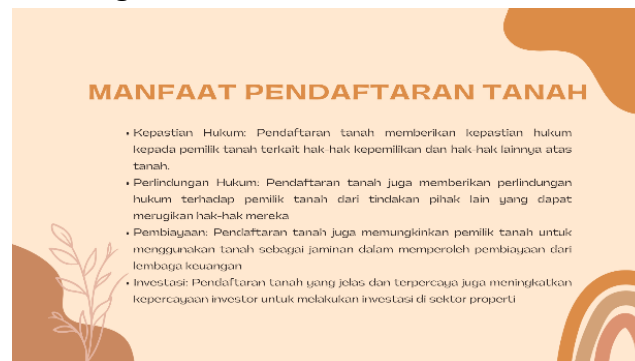 MANFAAT PENDAFTARAN TANAH
• Kepastian Hukum: Pendaftaran tanah memberikan kepastian hukum
kepada pemilik tanah terkait hak-hak kepemilikan dan hak-hak lainnya atas
tanah.
• Perlindungan Hukum: Pendaftaran tanah juga memberikan perlindungan
hukum terhadap pemilik tanah dari tindakan pihak lain yang dapat
merugikan hak-hak mereka
• Pembiayaan: Pendaftaran tanah juga memungkinkan pemilik tanah untuk
menggunakan tanah sebagai jaminan dalam memperoleh pembiayaan dari
lembaga keuangan
• Investasi: Pendaftaran tanah yang jelas dan terpercaya juga meningkatkan
kepercayaan investor untuk melakukan investasi di sektor properti